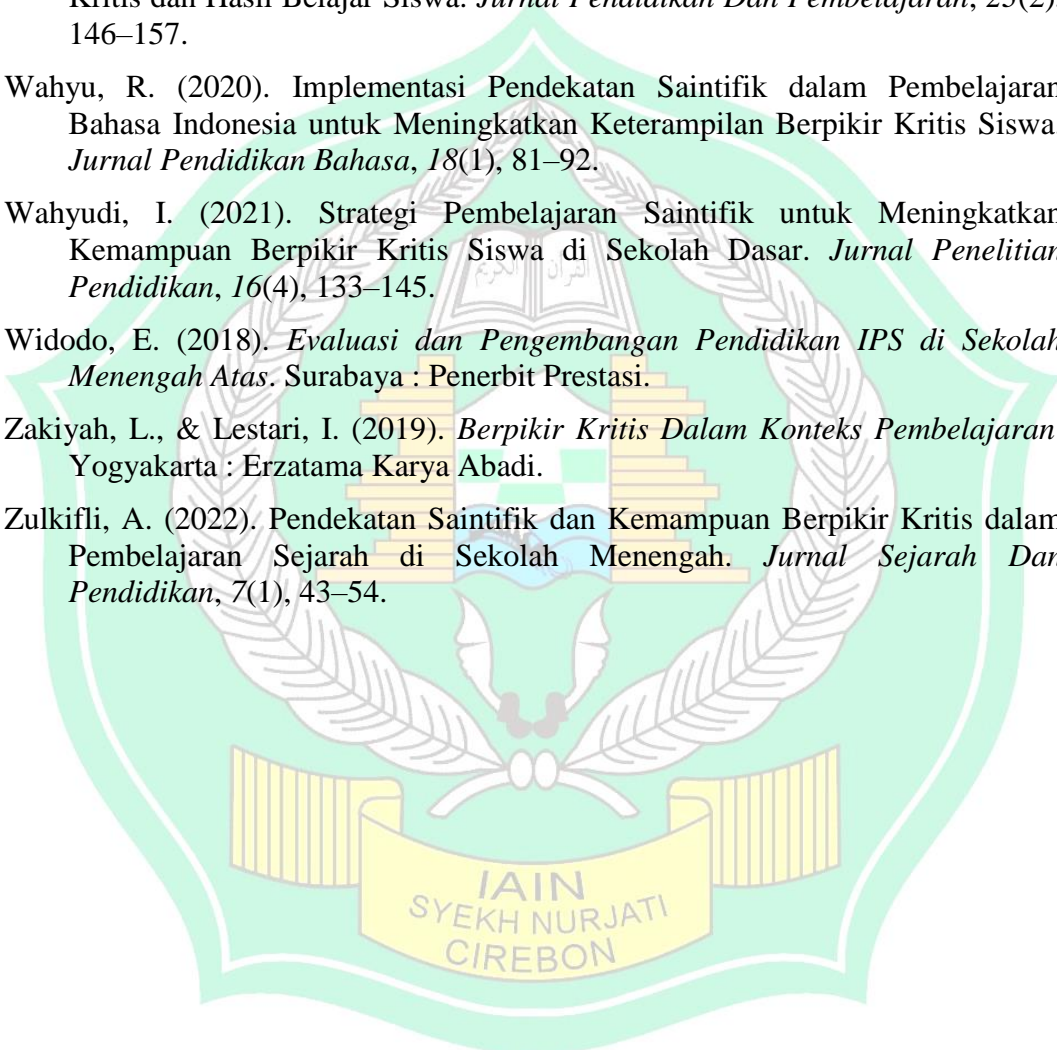 Kritis dan Hasil Belajar Siswa. Jurnal Pendidikan Dan Pembelajaran, 25(2),
146–157.
Wahyu, R. (2020). Implementasi Pendekatan Saintifik dalam Pembelajaran
Bahasa Indonesia untuk Meningkatkan Keterampilan Berpikir Kritis Siswa.
Jurnal Pendidikan Bahasa, 18(1), 81–92.
Wahyudi, I. (2021). Strategi Pembelajaran Saintifik untuk Meningkatkan
Kemampuan Berpikir Kritis Siswa di Sekolah Dasar. Jurnal Penelitian
Pendidikan, 16(4), 133–145.
Widodo, E. (2018). Evaluasi dan Pengembangan Pendidikan IPS di Sekolah
Menengah Atas. Surabaya : Penerbit Prestasi.
Zakiyah, L., & Lestari, I. (2019). Berpikir Kritis Dalam Konteks Pembelajaran.
Yogyakarta : Erzatama Karya Abadi.
Zulkifli, A. (2022). Pendekatan Saintifik dan Kemampuan Berpikir Kritis dalam
Pembelajaran Sejarah di Sekolah Menengah. Jurnal Sejarah Dan
Pendidikan, 7(1), 43–54.
القرآن الكريم
IAIN
SYEKH NURJATI
CIREBON